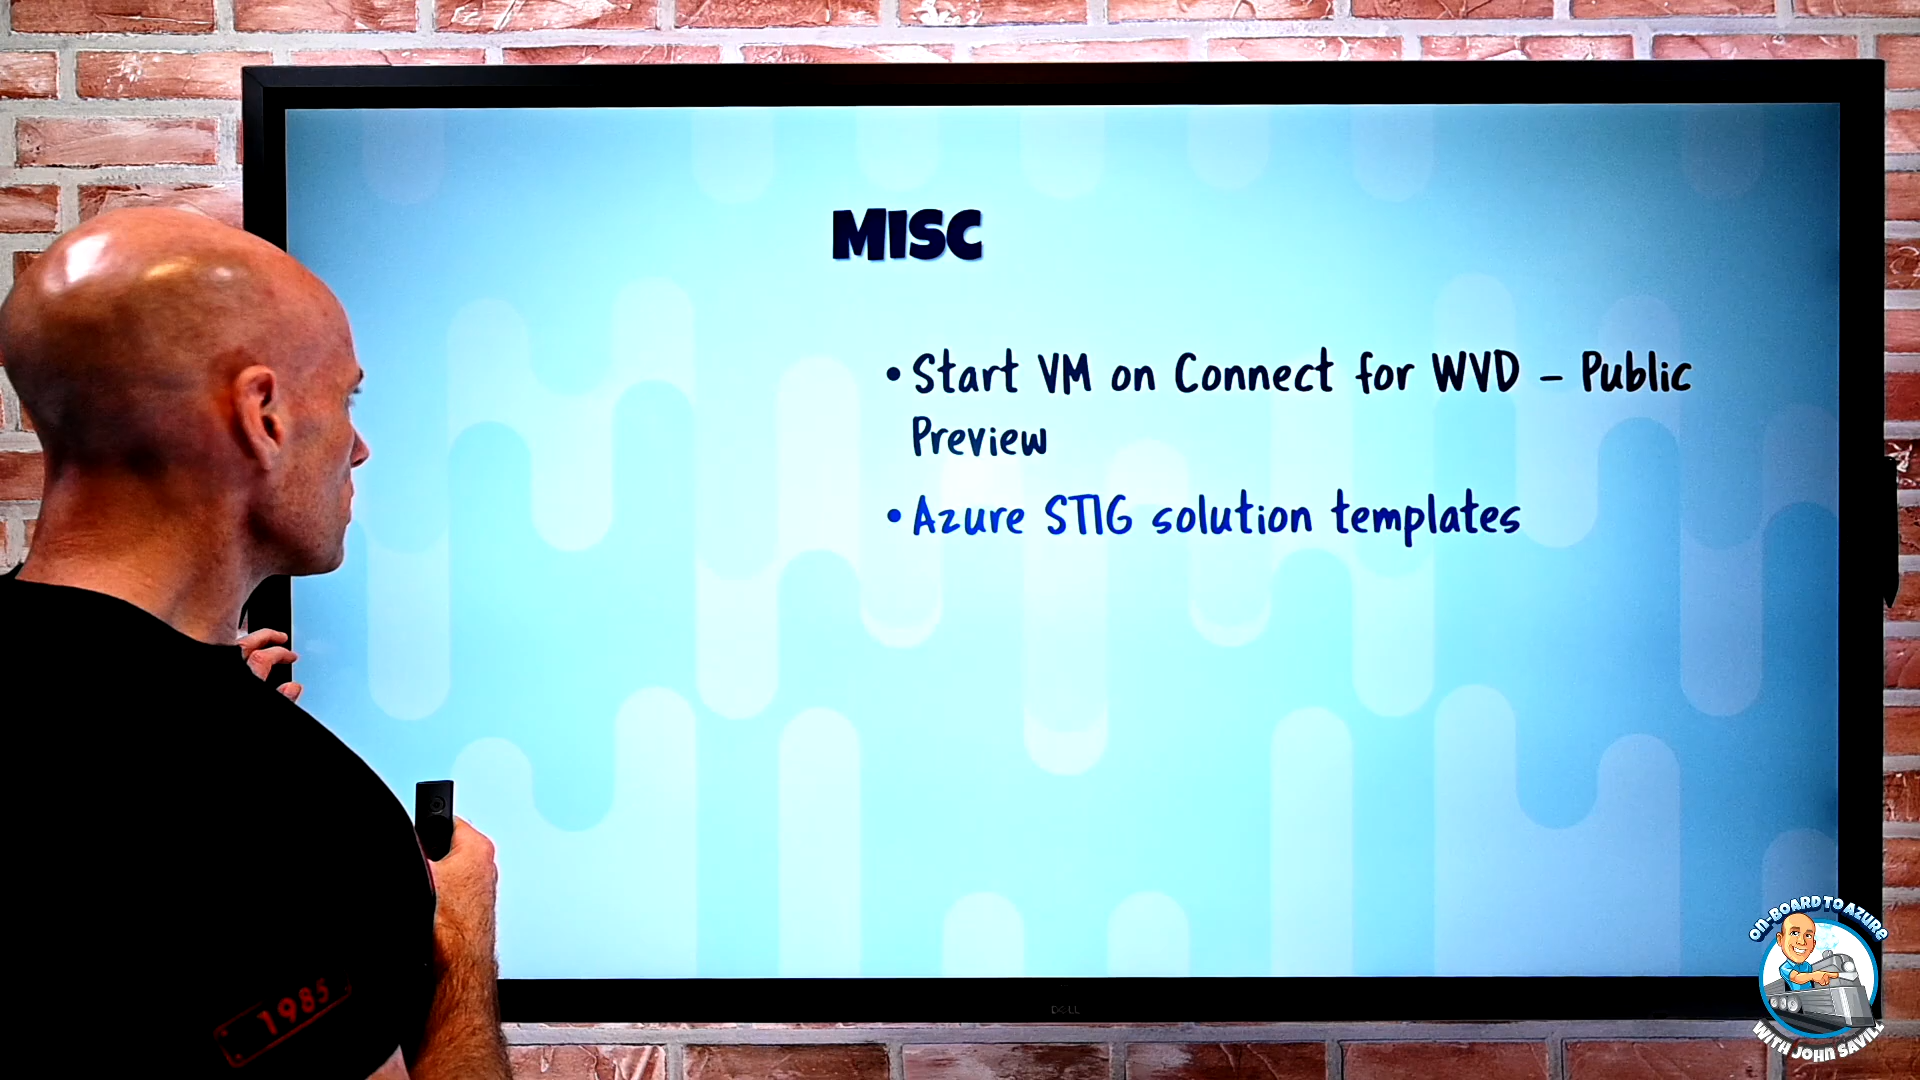 MISC
• Start VM on Connect for WVD – Public
Preview
• Azure STIG solution templates
DELL
1985
ON-BOARD TO AZURE
WITH JOHN SAVILL